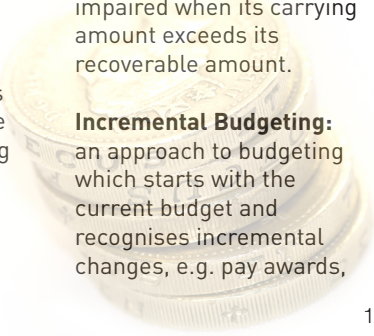 impaired when its carrying
amount exceeds its
recoverable amount.
Incremental Budgeting:
an approach to budgeting
which starts with the
current budget and
recognises incremental
changes, e.g. pay awards,
1